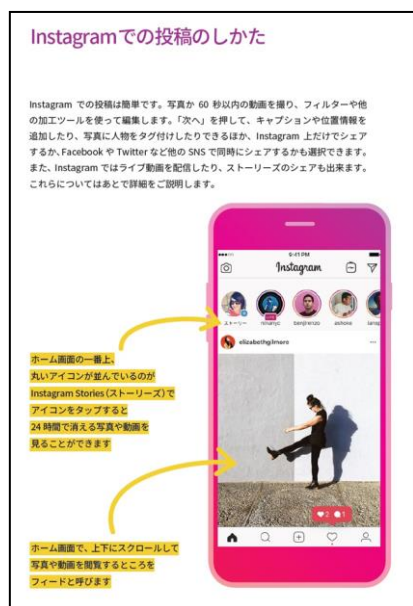 Instagramでの投稿のしかた
Instagram での投稿は簡単です。写真か 60 秒以内の動画を撮り、フィルターや他
の加工ツールを使って編集します。「次へ」を押して、キャプションや位置情報を
追加したり、写真に人物をタグ付けしたりできるほか、Instagram 上だけでシェア
するか、Facebook や Twitter など他の SNS で同時にシェアするかも選択できます。
また、Instagram ではライブ動画を配信したり、ストーリーズのシェアも出来ます。
これらについてはあとで詳細をご説明します。
9:41 PM
Instagram
ストーリー
benjirenzo
ashoke
elizabethgilmore
ホーム画面の一番上、
丸いアイコンが並んでいるのが
Instagram Stories(ストーリーズ)で
アイコンをタップすると
24 時間で消える写真や動画を
見ることができます
2 1
ホーム画面で、上下にスクロールして
写真や動画を閲覧するところを
フィードと呼びます